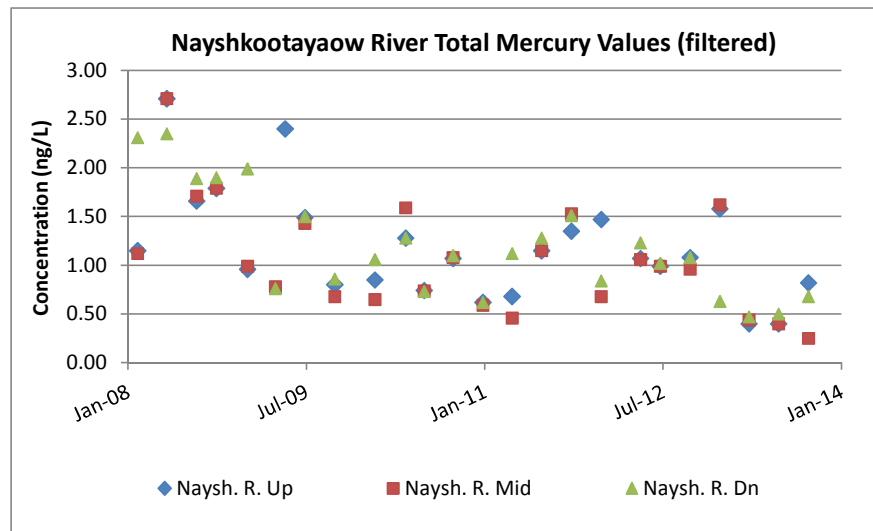 Nayshkootayaow River Total Mercury Values (filtered)
3.00
2.50
2.00
1.50
1.00
0.50
0.00
Concentration (ng/L)
Jan-08
Jul-09
Jan-11
Jul-12
Jan-14
Naysh. R. Up
Naysh. R. Mid
Naysh. R. Dn